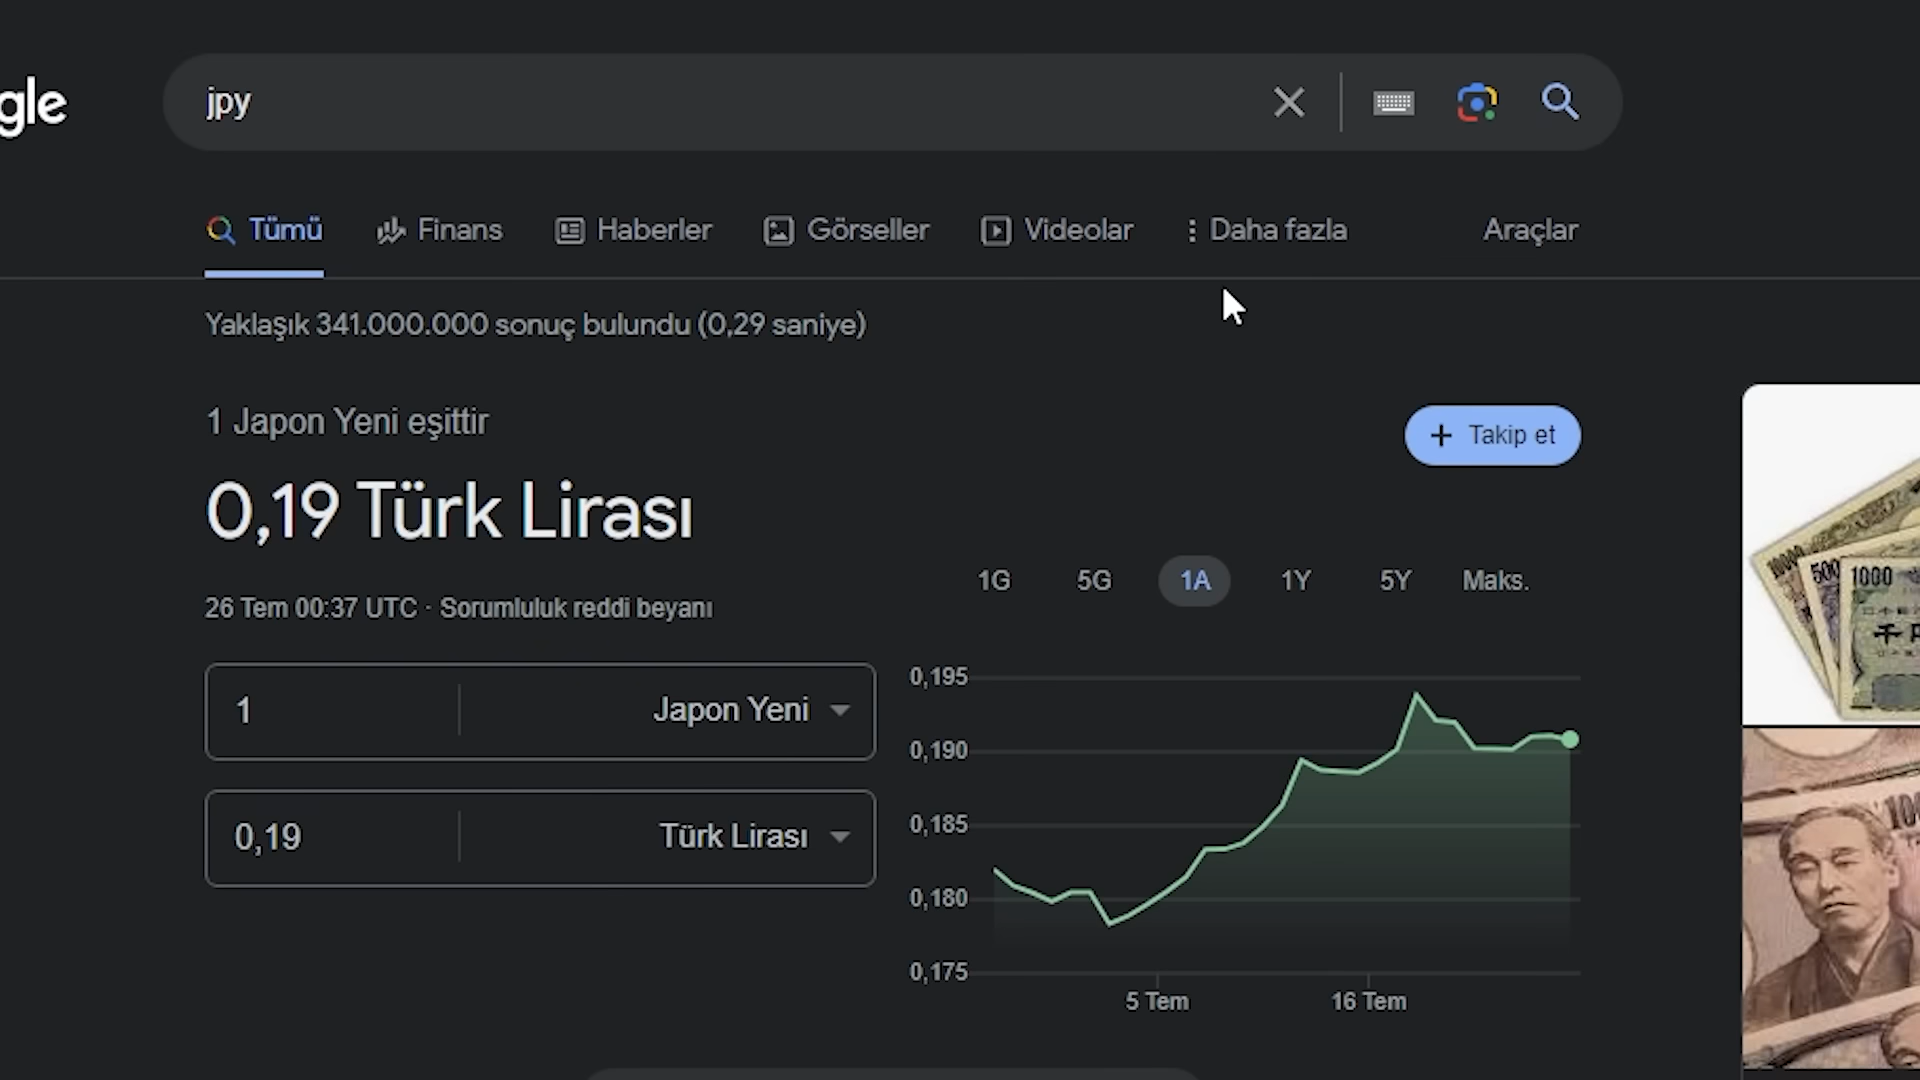 gle
jpy
Tümü Finans Haberler Görseller Videolar Daha fazla Araçlar
Yaklaşık 341.000.000 sonuç bulundu (0,29 saniye)
1 Japon Yeni eşittir
Takip et
0,19 Türk Lirası
1G 5G 1A 1Y 5Y Maks.
26 Tem 00:37 UTC · Sorumluluk reddi beyanı
1 Japon Yeni
0,19 Türk Lirası
0,195
0,190
0,185
0,180
0,175
5 Tem 16 Tem
1000